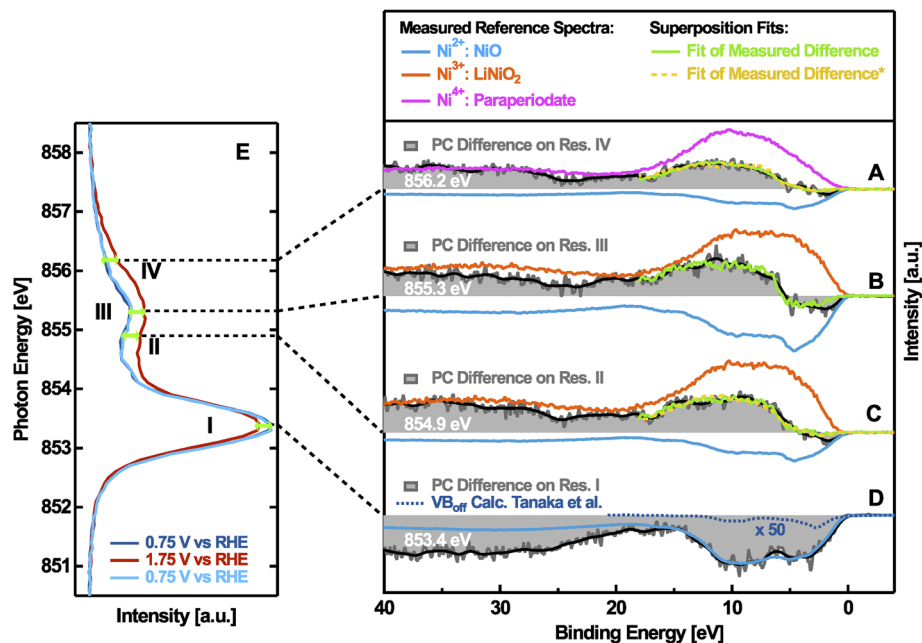 Measured Reference Spectra:
Ni²⁺: NiO
Ni³⁺: LiNiO₂
Ni⁴⁺: Paraperiodate
Superposition Fits:
Fit of Measured Difference
Fit of Measured Difference*
E
858
857
856
855
854
853
852
851
Photon Energy [eV]
IV
III
II
I
0.75 V vs RHE
1.75 V vs RHE
0.75 V vs RHE
Intensity [a.u.]
PC Difference on Res. IV
A
856.2 eV
PC Difference on Res. III
B
855.3 eV
PC Difference on Res. II
C
854.9 eV
PC Difference on Res. I
VBoff Calc. Tanaka et al.
D
x 50
853.4 eV
Intensity [a.u.]
40
30
20
10
0
Binding Energy [eV]